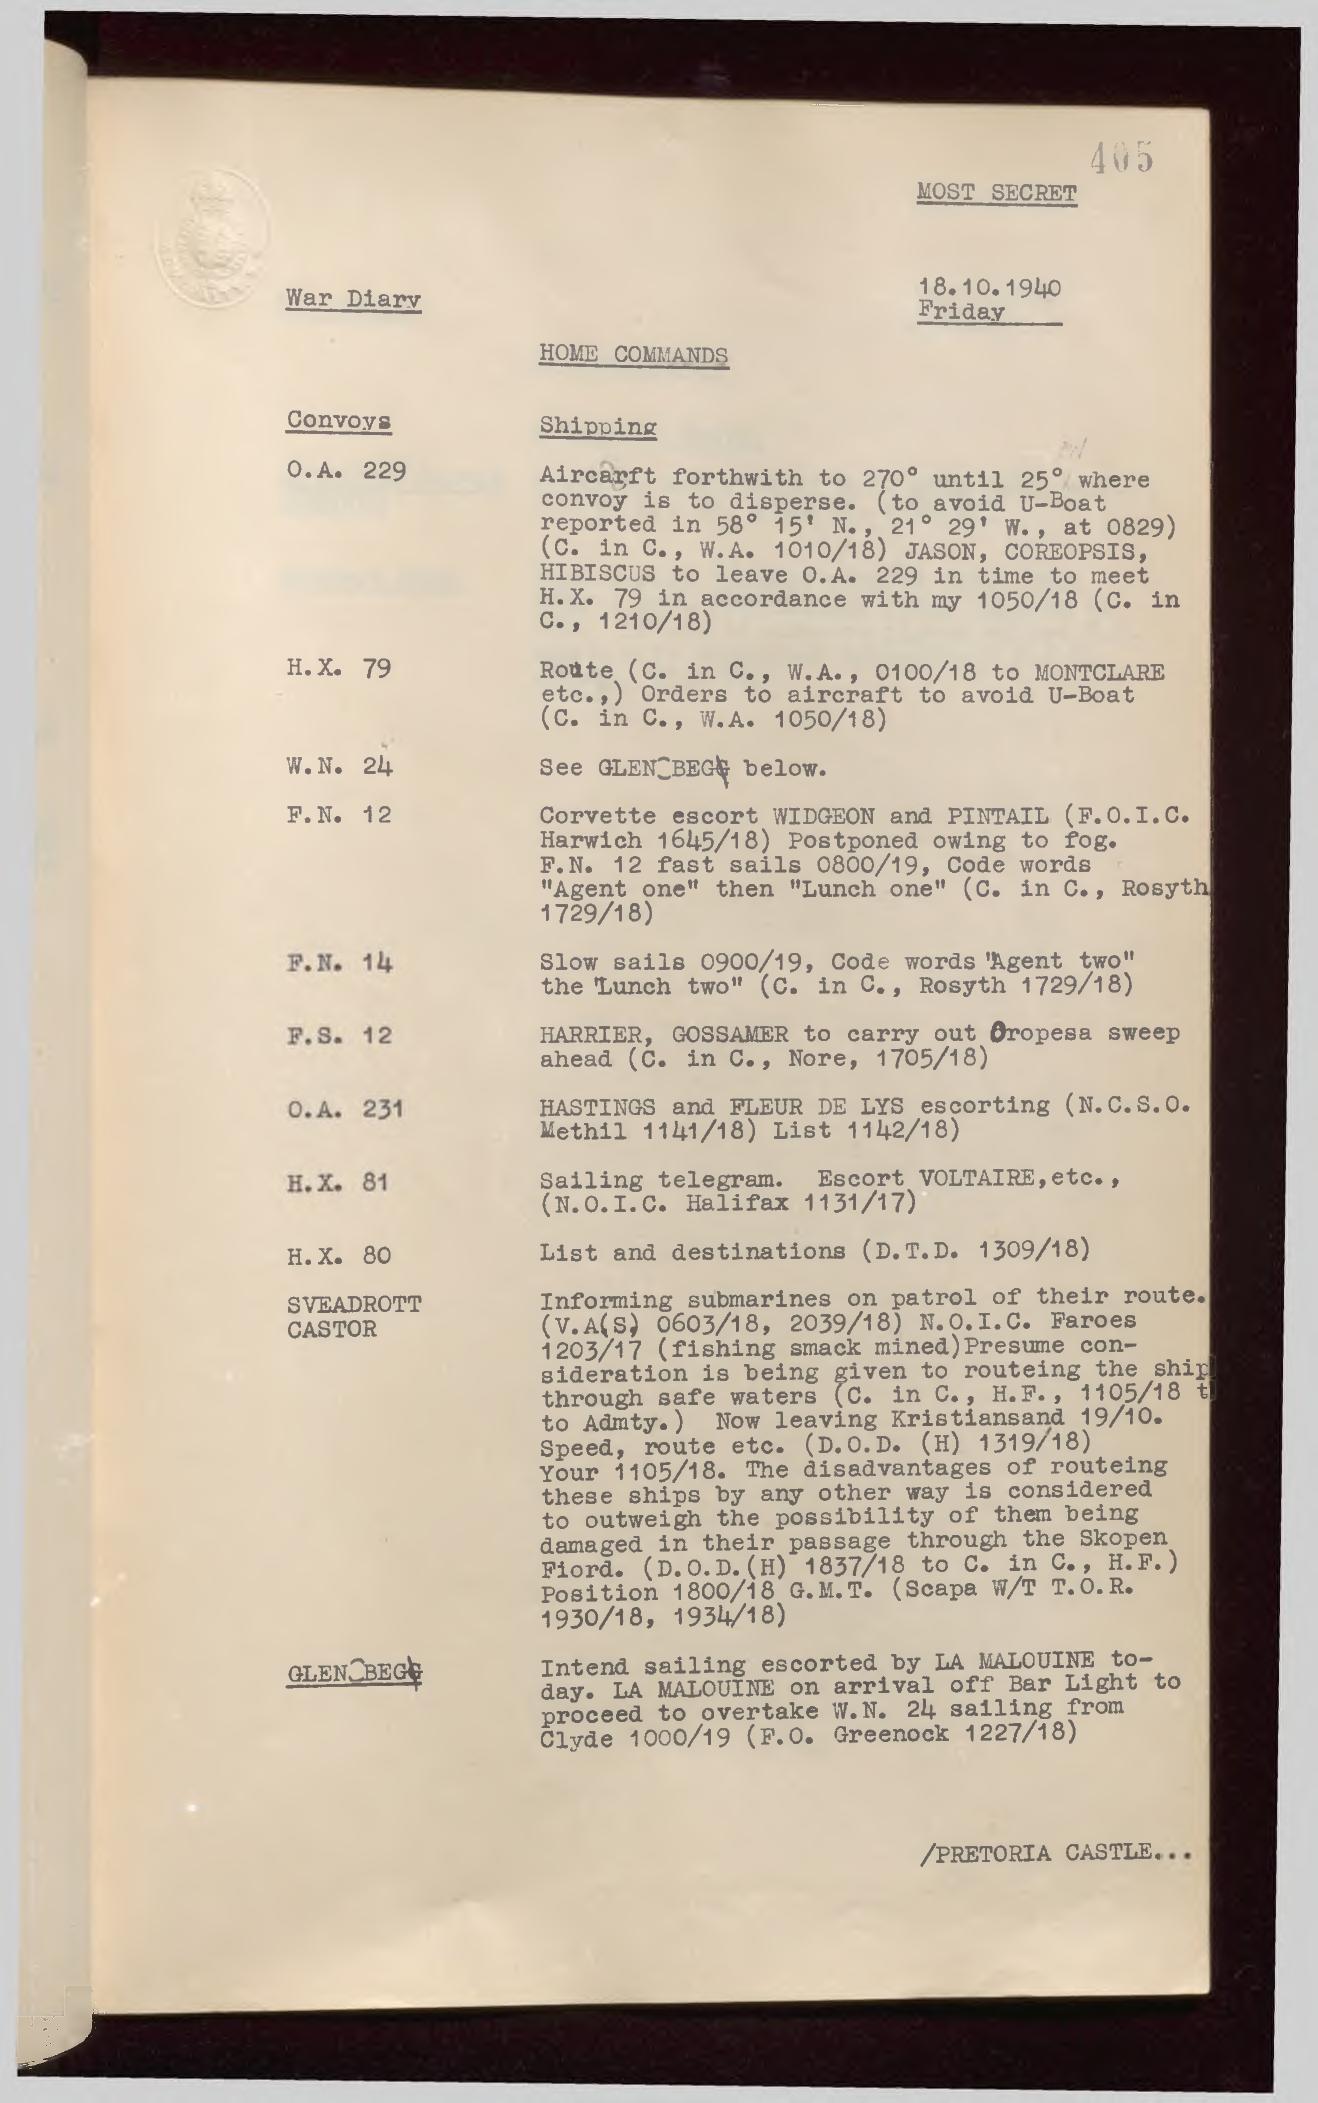 405
MOST SECRET
War Diary
18.10.1940
Friday
HOME COMMANDS
Convoys
Shipping
O.A. 229
Aircarft forthwith to 270° until 25° where
convoy is to disperse. (to avoid U-Boat
reported in 58° 15' N., 21° 29' W., at 0829)
(C. in C., W.A. 1010/18) JASON, COREOPSIS,
HIBISCUS to leave O.A. 229 in time to meet
H.X. 79 in accordance with my 1050/18 (C. in
C., 1210/18)
H.X. 79
Route (C. in C., W.A., 0100/18 to MONTCLARE
etc.,) Orders to aircraft to avoid U-Boat
(C. in C., W.A. 1050/18)
W.N. 24
See GLEN BEG below.
F.N. 12
Corvette escort WIDGEON and PINTAIL (F.O.I.C.
Harwich 1645/18) Postponed owing to fog.
F.N. 12 fast sails 0800/19, Code words
"Agent one" then "Lunch one" (C. in C., Rosyth
1729/18)
F.N. 14
Slow sails 0900/19, Code words "Agent two"
the "Lunch two" (C. in C., Rosyth 1729/18)
F.S. 12
HARRIER, GOSSAMER to carry out Oropesa sweep
ahead (C. in C., Nore, 1705/18)
O.A. 231
HASTINGS and FLEUR DE LYS escorting (N.C.S.O.
Methil 1141/18) List 1142/18)
H.X. 81
Sailing telegram. Escort VOLTAIRE,etc.,
(N.O.I.C. Halifax 1131/17)
H.X. 80
List and destinations (D.T.D. 1309/18)
SVEADROTT
CASTOR
Informing submarines on patrol of their route.
(V.A(S) 0603/18, 2039/18) N.O.I.C. Faroes
1203/17 (fishing smack mined)Presume con-
sideration is being given to routeing the ship
through safe waters (C. in C., H.F., 1105/18 t
to Admty.) Now leaving Kristiansand 19/10.
Speed, route etc. (D.O.D. (H) 1319/18)
Your 1105/18. The disadvantages of routeing
these ships by any other way is considered
to outweigh the possibility of them being
damaged in their passage through the Skopen
Fiord. (D.O.D.(H) 1837/18 to C. in C., H.F.)
Position 1800/18 G.M.T. (Scapa W/T T.O.R.
1930/18, 1934/18)
GLEN BEG
Intend sailing escorted by LA MALOUINE to-
day. LA MALOUINE on arrival off Bar Light to
proceed to overtake W.N. 24 sailing from
Clyde 1000/19 (F.O. Greenock 1227/18)
/PRETORIA CASTLE...